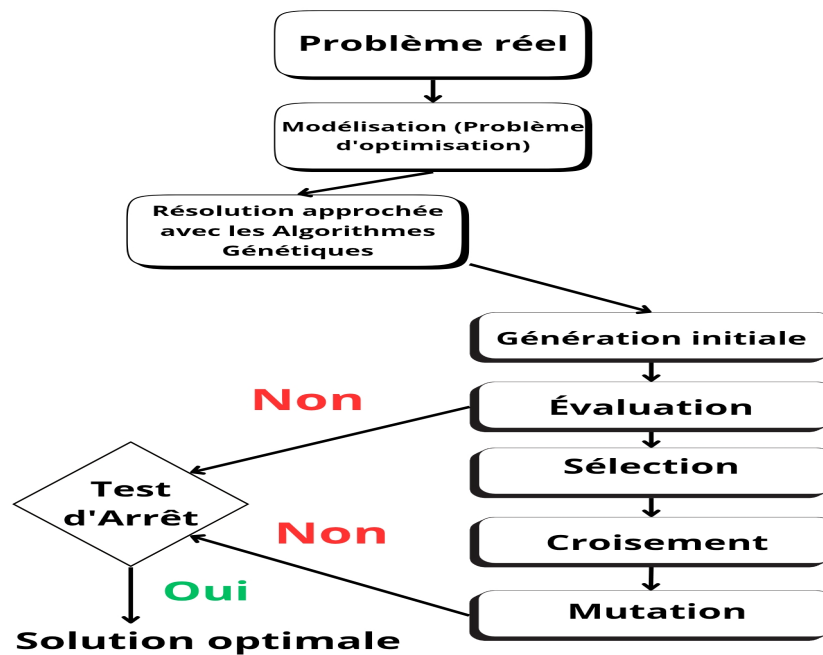 Problème réel
Modélisation (Problème
d'optimisation)
Résolution approchée
avec les Algorithmes
Génétiques
Génération initiale
Non
Évaluation
Sélection
Test
d'Arrêt
Non
Croisement
Oui
Mutation
Solution optimale